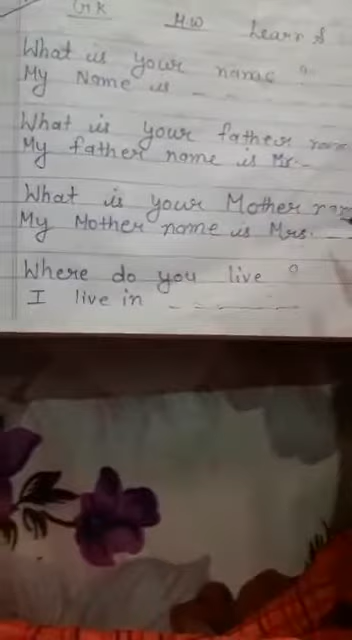 GK HW Learn &
What is your name ?
My Name is _ _
What is your father
My father name is Mr. _
What is your Mother
My Mother name is Mrs. _
Where do you live ?
I live in _ _ _ _ _ _